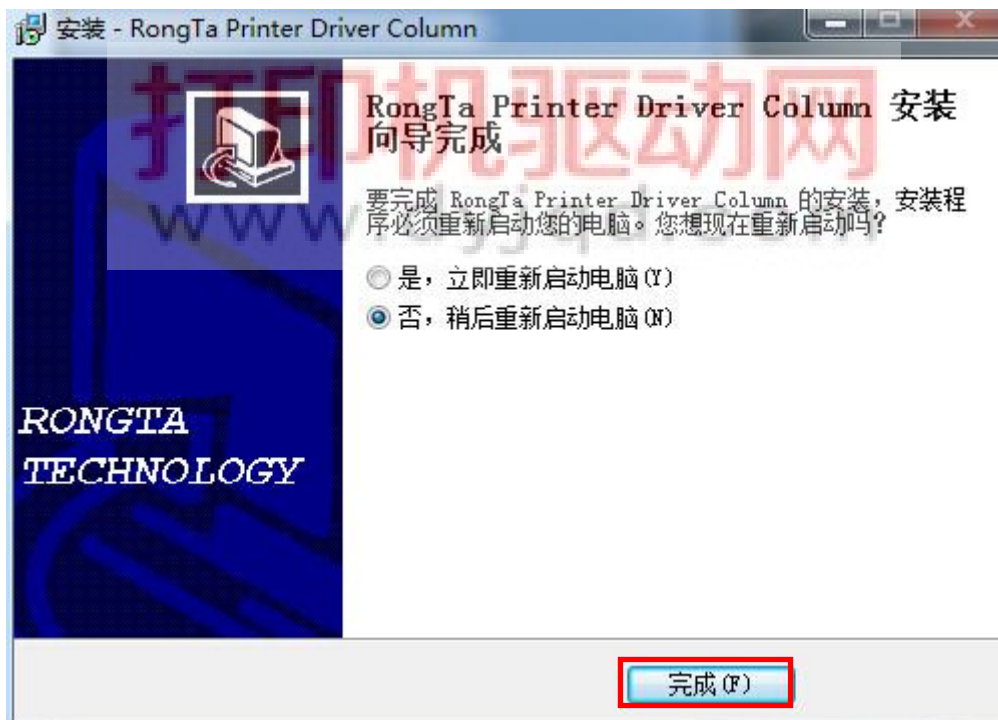 安装 - RongTa Printer Driver Column
打印机驱动网
RongTa Printer Driver Column 安装
向导完成
要完成 RongTa Printer Driver Column 的安装，安装程
序必须重新启动您的电脑。您想现在重新启动吗？
是，立即重新启动电脑(Y)
否，稍后重新启动电脑(N)
RONGTA
TECHNOLOGY
完成(F)